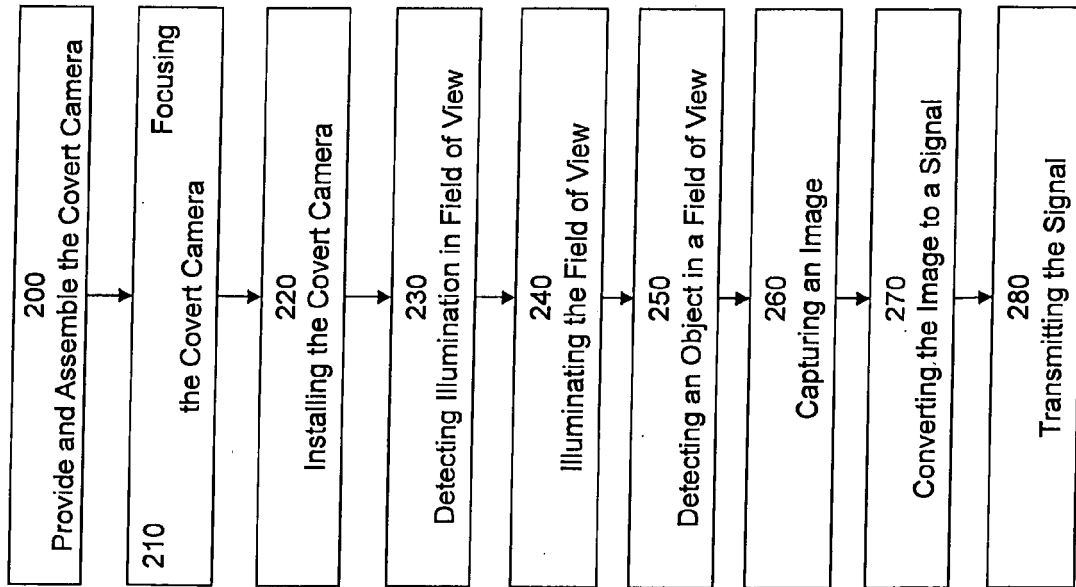 200
Provide and Assemble the Covert Camera
210 Focusing
the Covert Camera
220
Installing the Covert Camera
230
Detecting Illumination in Field of View
240
Illuminating the Field of View
250
Detecting an Object in a Field of View
260
Capturing an Image
270
Converting the Image to a Signal
280
Transmitting the Signal